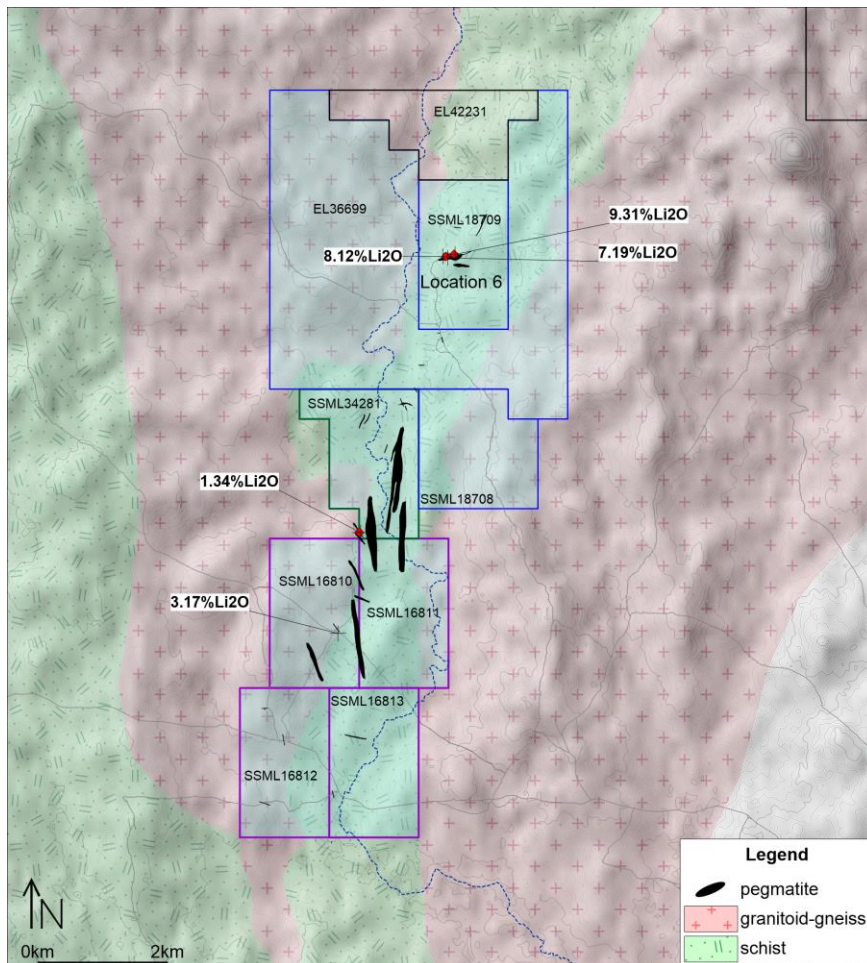 EL42231
EL36699
SSML18709
9.31%Li2O
8.12%Li2O
7.19%Li2O
Location 6
SSML34281
1.34%Li2O
SSML18708
SSML16810
SSML16811
3.17%Li2O
SSML16813
SSML16812
Legend
pegmatite
granitoid-gneiss
schist
N
0km 2km